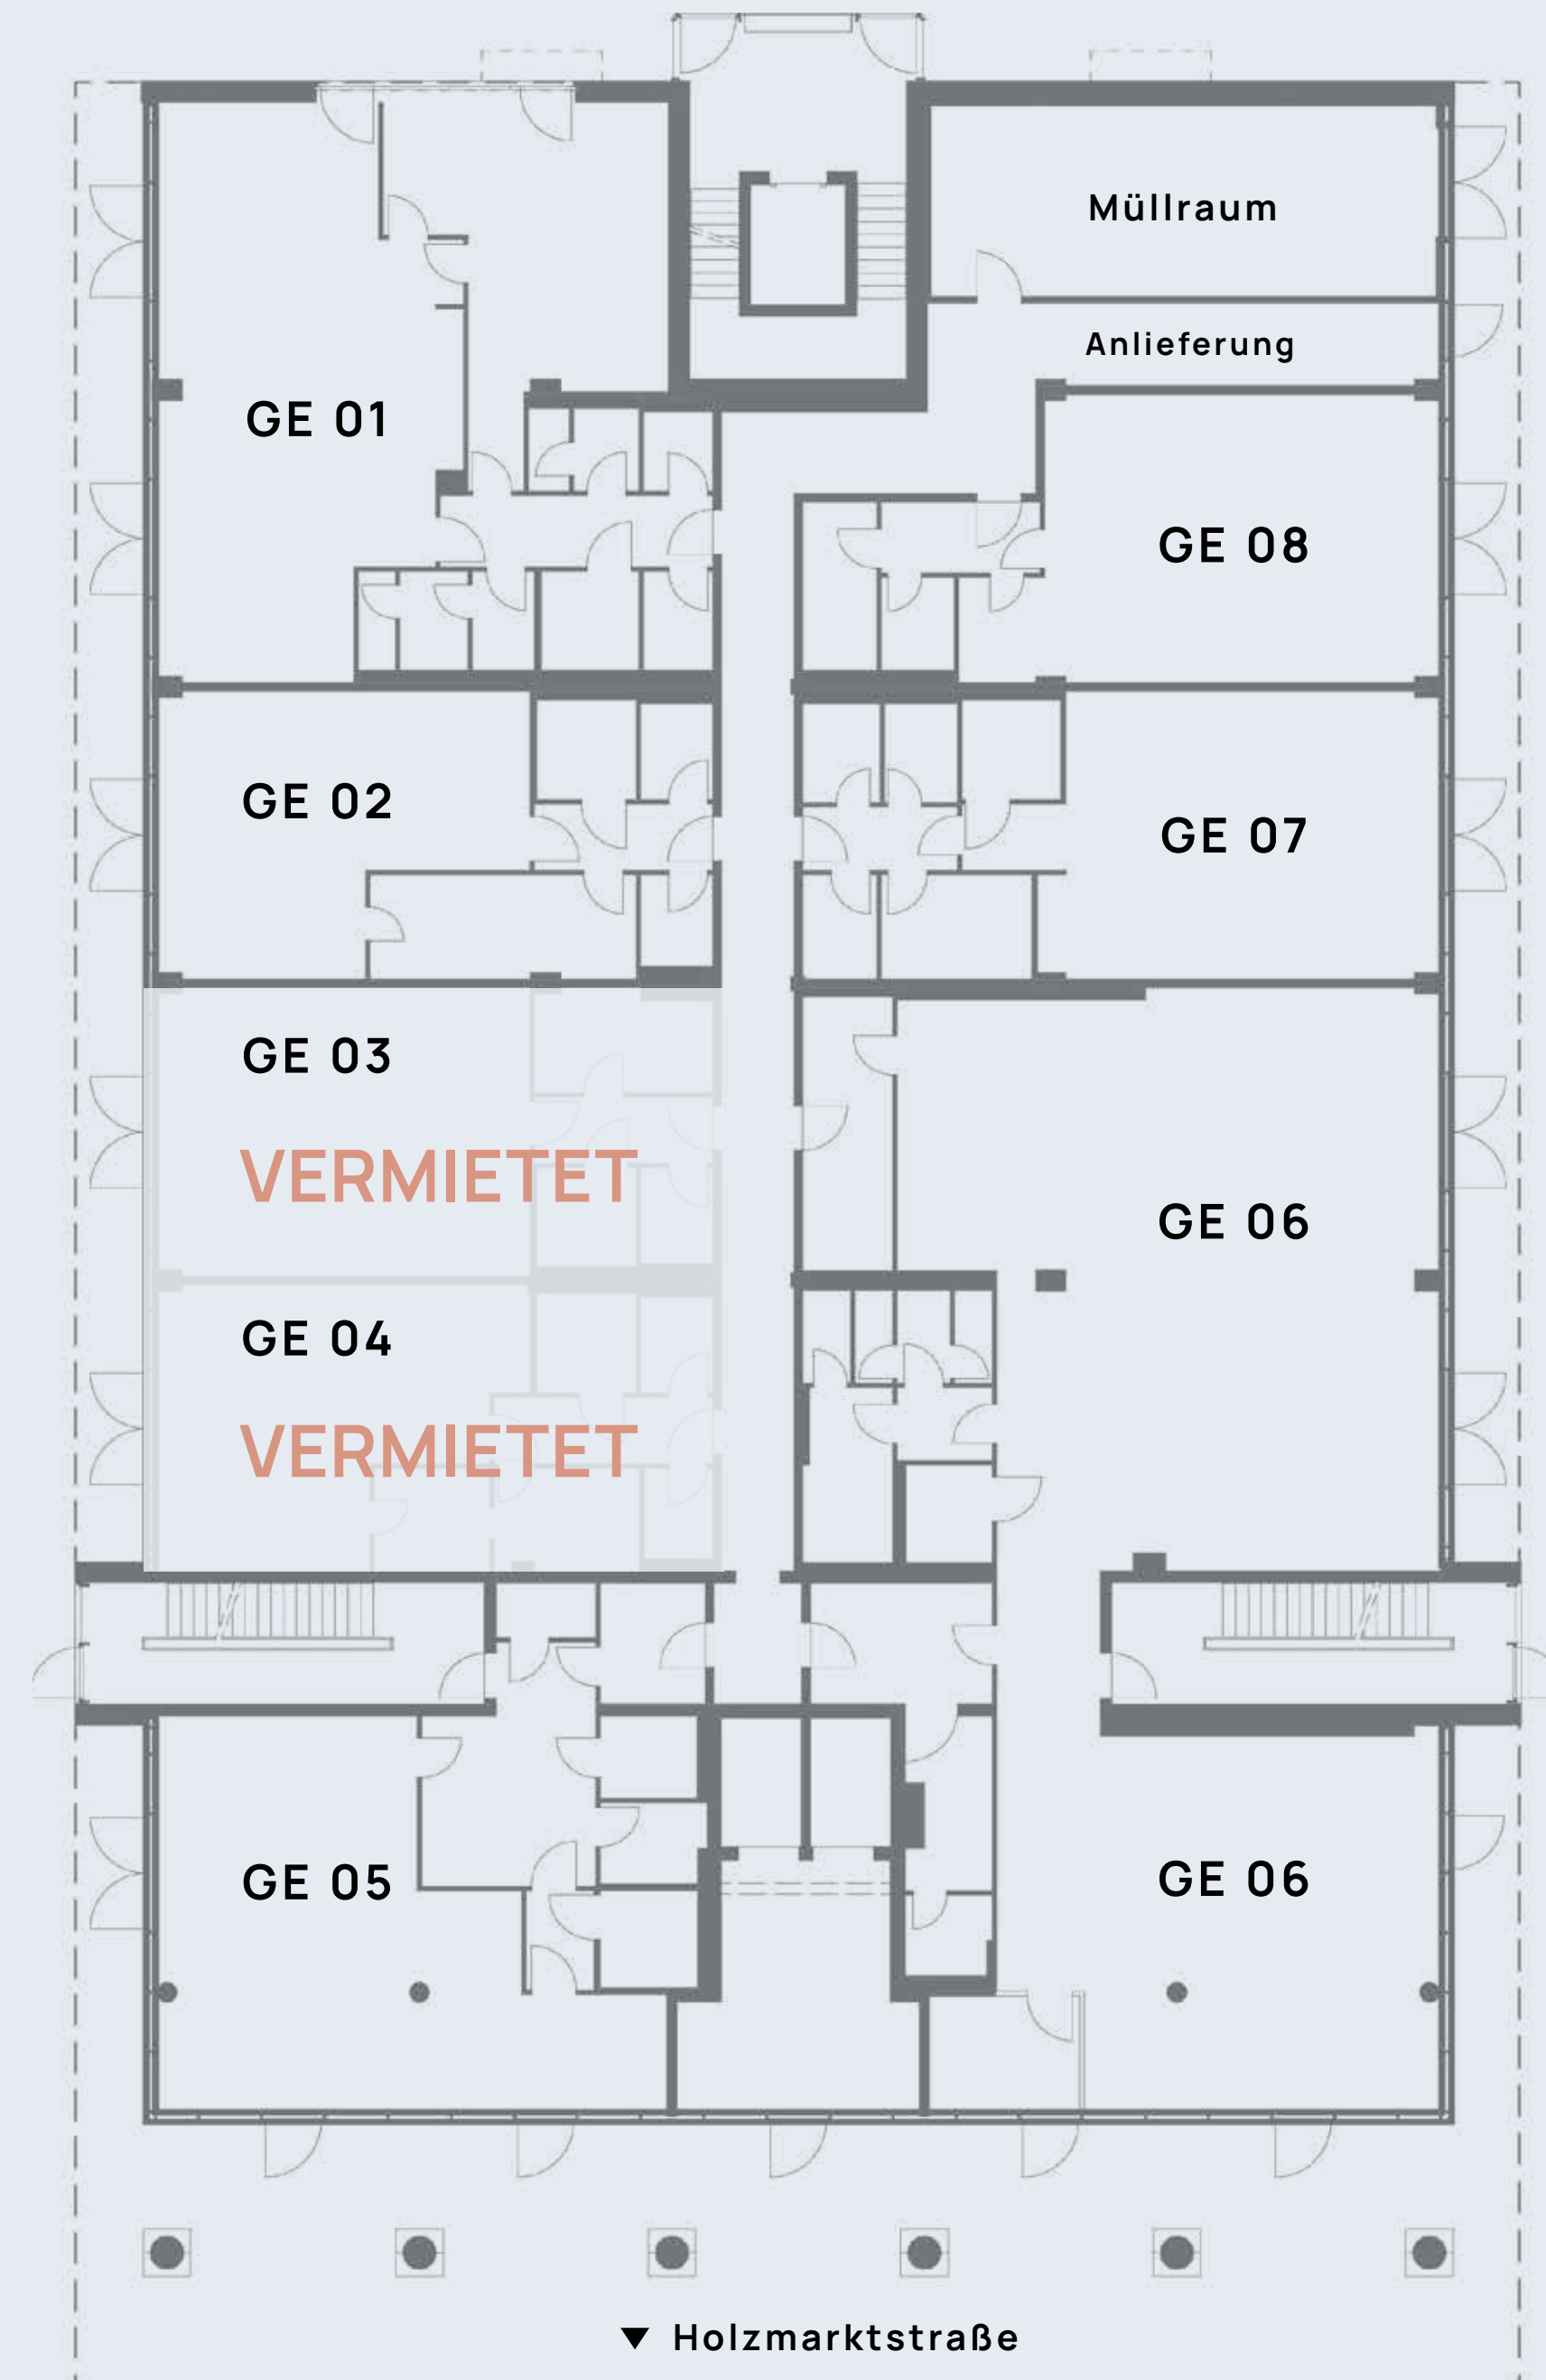 Müllraum
Anlieferung
GE 01
GE 08
GE 02
GE 07
GE 03
VERMIETET
GE 06
GE 04
VERMIETET
GE 05
GE 06
▼ Holzmarktstraße